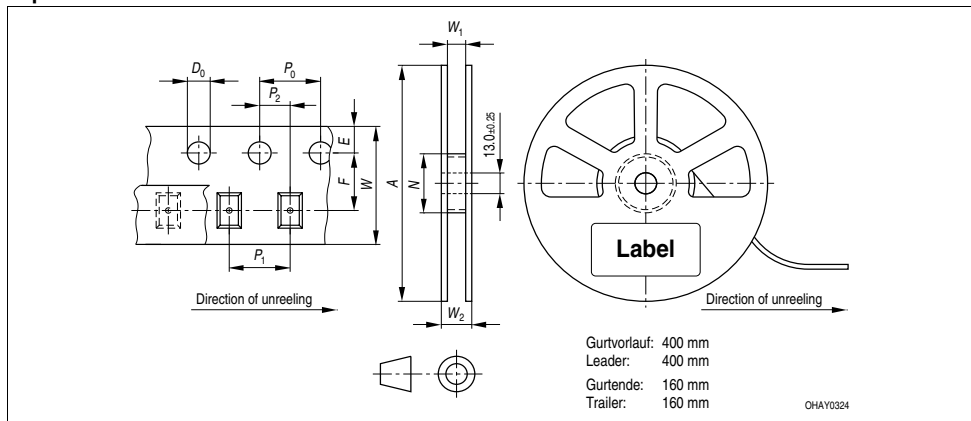 W1
D0
P0
P2
E
F
W
A
N
13.0±0.25
P1
W2
Label
Direction of unreeling
Direction of unreeling
Gurtvorlauf: 400 mm
Leader: 400 mm
Gurtende: 160 mm
Trailer: 160 mm
OHAY0324